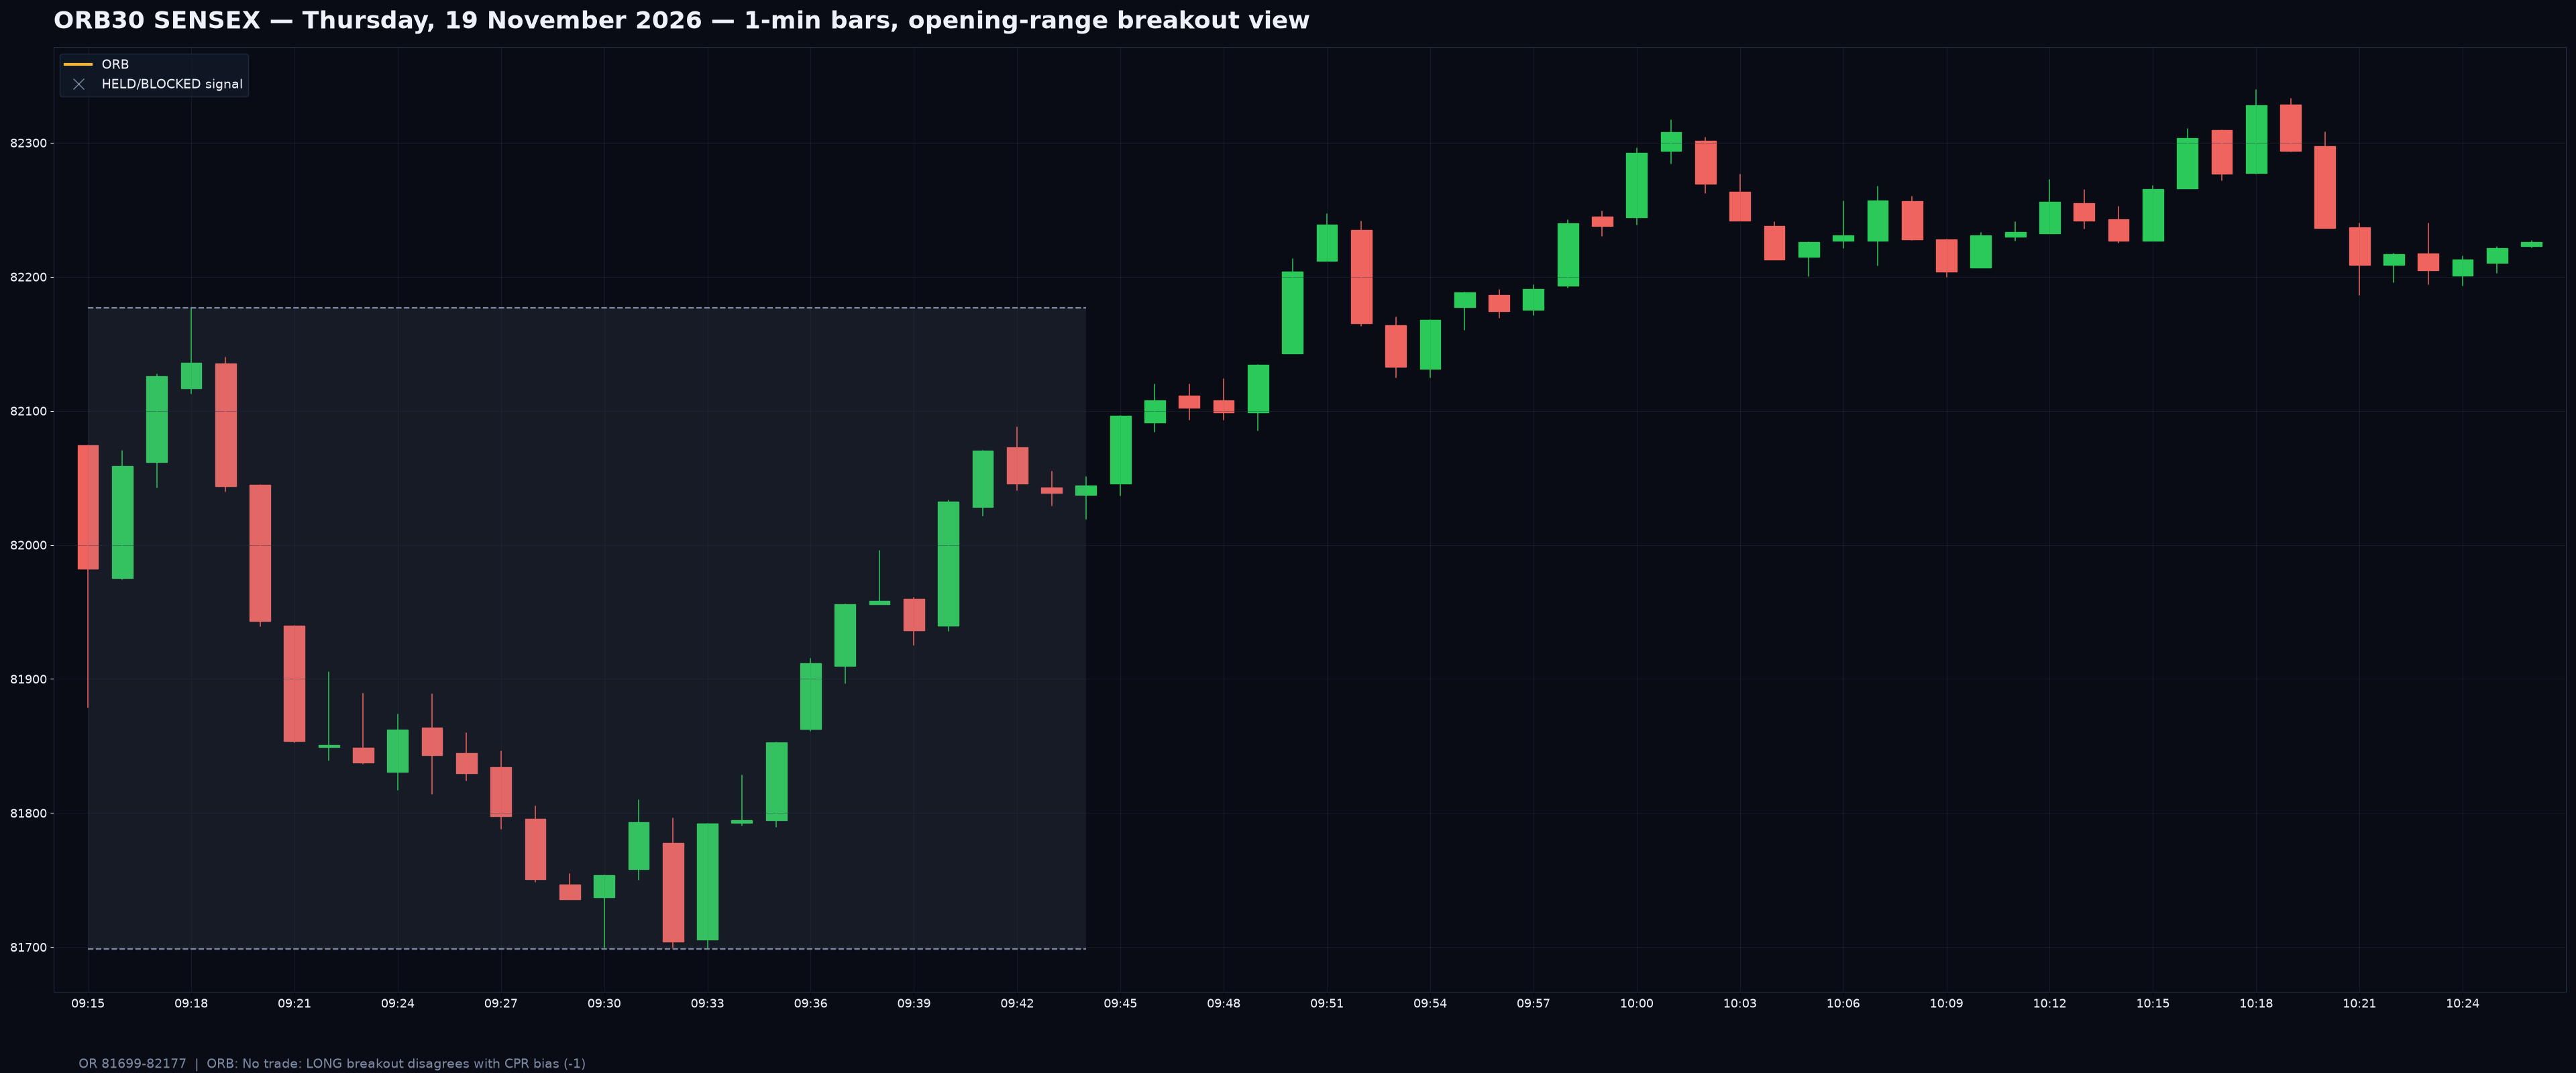 ORB30 SENSEX — Thursday, 19 November 2026 — 1-min bars, opening-range breakout view
ORB
HELD/BLOCKED signal
82300
82200
82100
82000
81900
81800
81700
09:15 09:18 09:21 09:24 09:27 09:30 09:33 09:36 09:39 09:42 09:45 09:48 09:51 09:54 09:57 10:00 10:03 10:06 10:09 10:12 10:15 10:18 10:21 10:24
OR 81699-82177 | ORB: No trade: LONG breakout disagrees with CPR bias (-1)